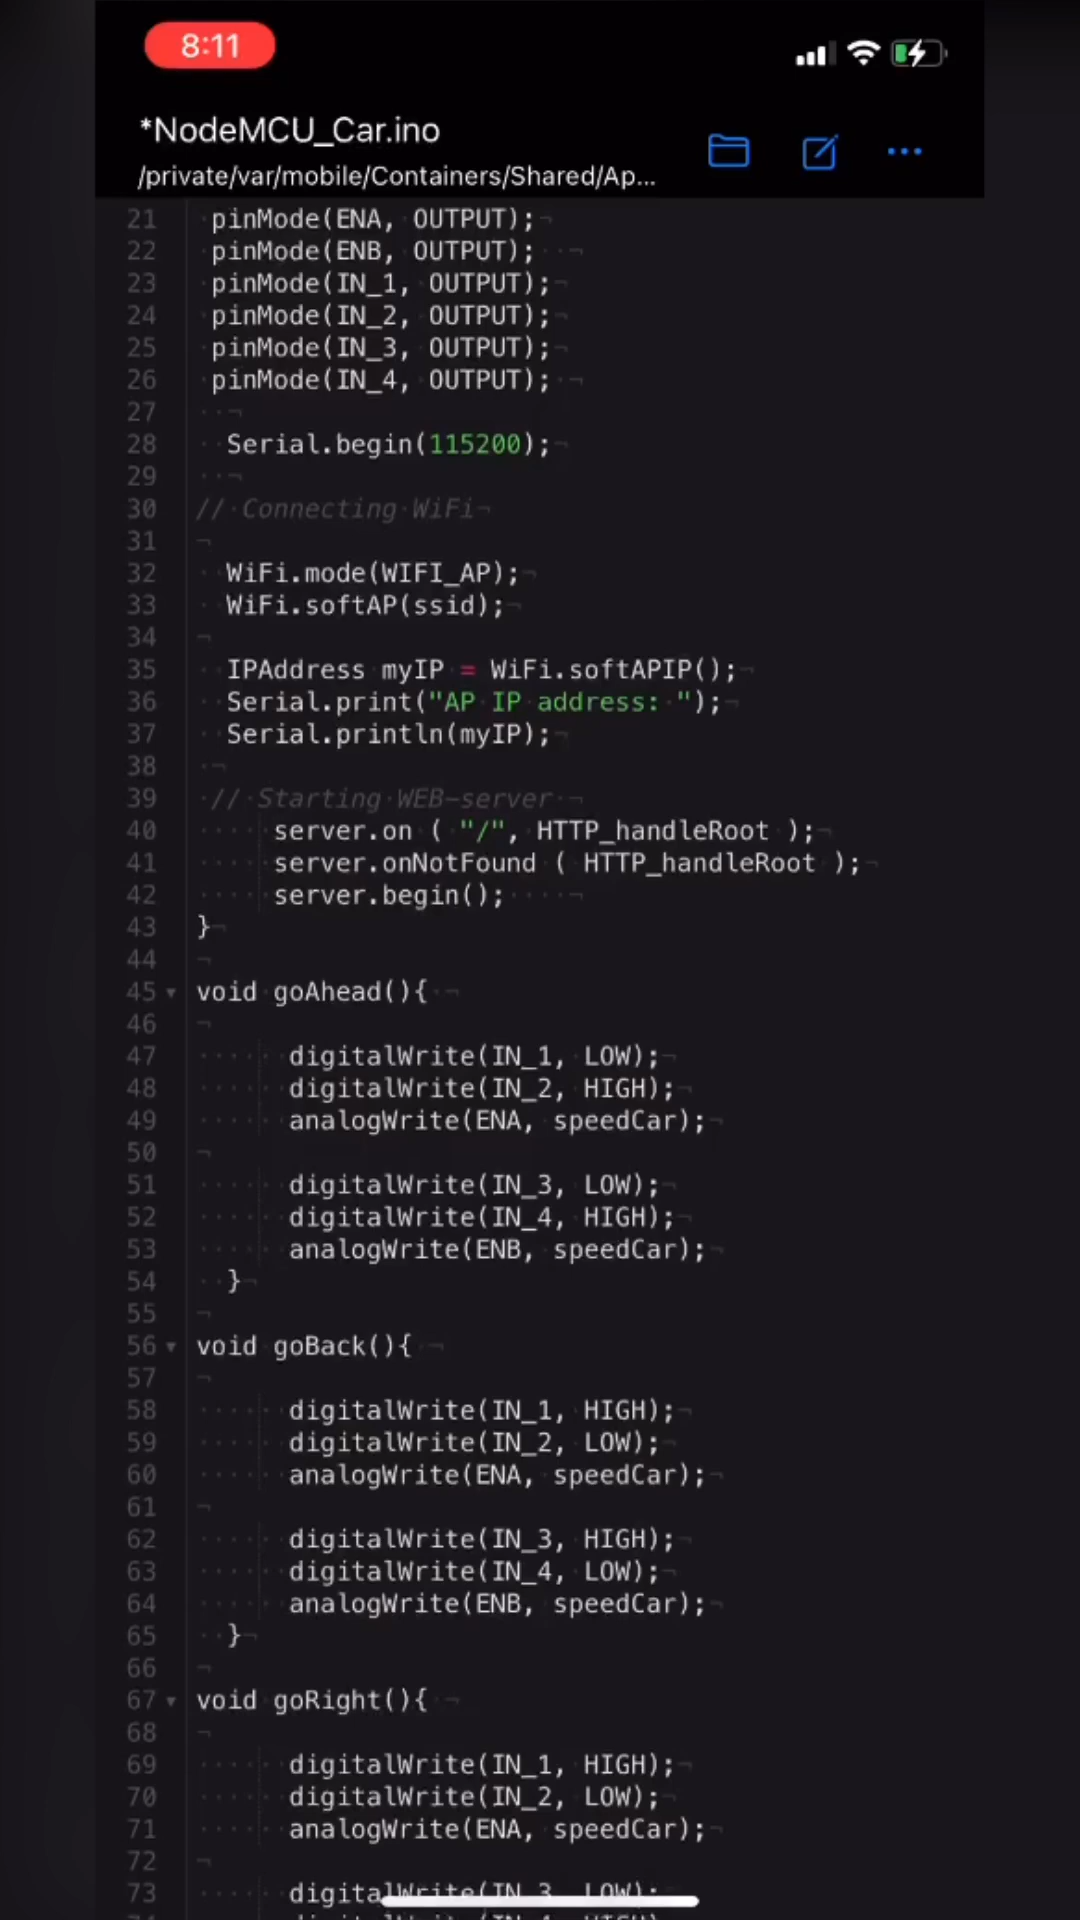 8:11
*NodeMCU_Car.ino
/private/var/mobile/Containers/Shared/Ap...
21 pinMode(ENA, OUTPUT);
22 pinMode(ENB, OUTPUT);
23 pinMode(IN_1, OUTPUT);
24 pinMode(IN_2, OUTPUT);
25 pinMode(IN_3, OUTPUT);
26 pinMode(IN_4, OUTPUT);
27
28 Serial.begin(115200);
29
30 // Connecting WiFi
31
32 WiFi.mode(WIFI_AP);
33 WiFi.softAP(ssid);
34
35 IPAddress myIP = WiFi.softAPIP();
36 Serial.print("AP IP address: ");
37 Serial.println(myIP);
38
39 // Starting WEB-server
40 server.on ( "/", HTTP_handleRoot );
41 server.onNotFound ( HTTP_handleRoot );
42 server.begin();
43 }
44
45 void goAhead(){
46
47 digitalWrite(IN_1, LOW);
48 digitalWrite(IN_2, HIGH);
49 analogWrite(ENA, speedCar);
50
51 digitalWrite(IN_3, LOW);
52 digitalWrite(IN_4, HIGH);
53 analogWrite(ENB, speedCar);
54 }
55
56 void goBack(){
57
58 digitalWrite(IN_1, HIGH);
59 digitalWrite(IN_2, LOW);
60 analogWrite(ENA, speedCar);
61
62 digitalWrite(IN_3, HIGH);
63 digitalWrite(IN_4, LOW);
64 analogWrite(ENB, speedCar);
65 }
66
67 void goRight(){
68
69 digitalWrite(IN_1, HIGH);
70 digitalWrite(IN_2, LOW);
71 analogWrite(ENA, speedCar);
72
73 digitalWrite(IN_3, LOW);